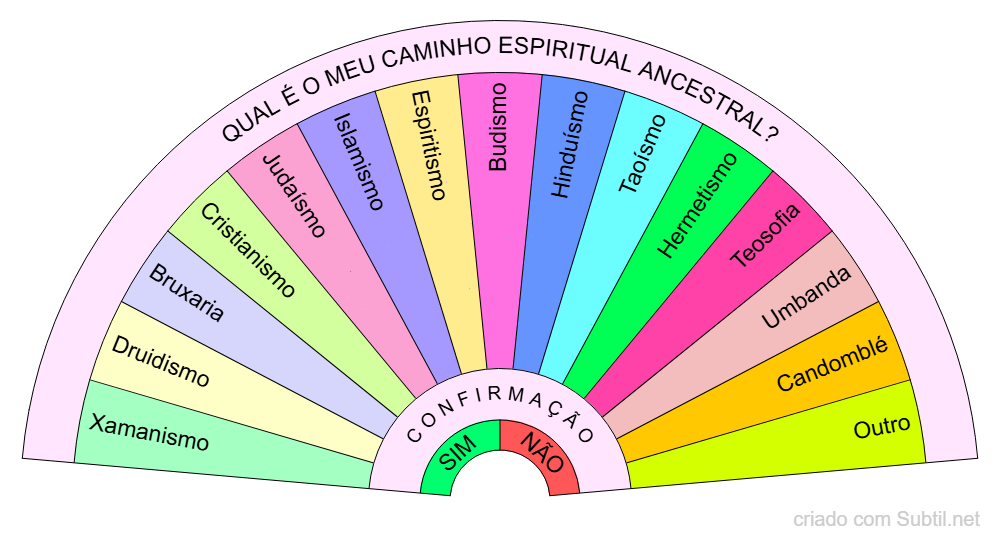 QUAL É O MEU CAMINHO ESPIRITUAL ANCESTRAL?
Xamanismo
Druidismo
Bruxaria
Cristianismo
Judaísmo
Islamismo
Espiritismo
Budismo
Hinduísmo
Taoísmo
Hermetismo
Teosofia
Umbanda
Candomblé
Outro
CONFIRMAÇÃO
SIM
NÃO
criado com Subtil.net